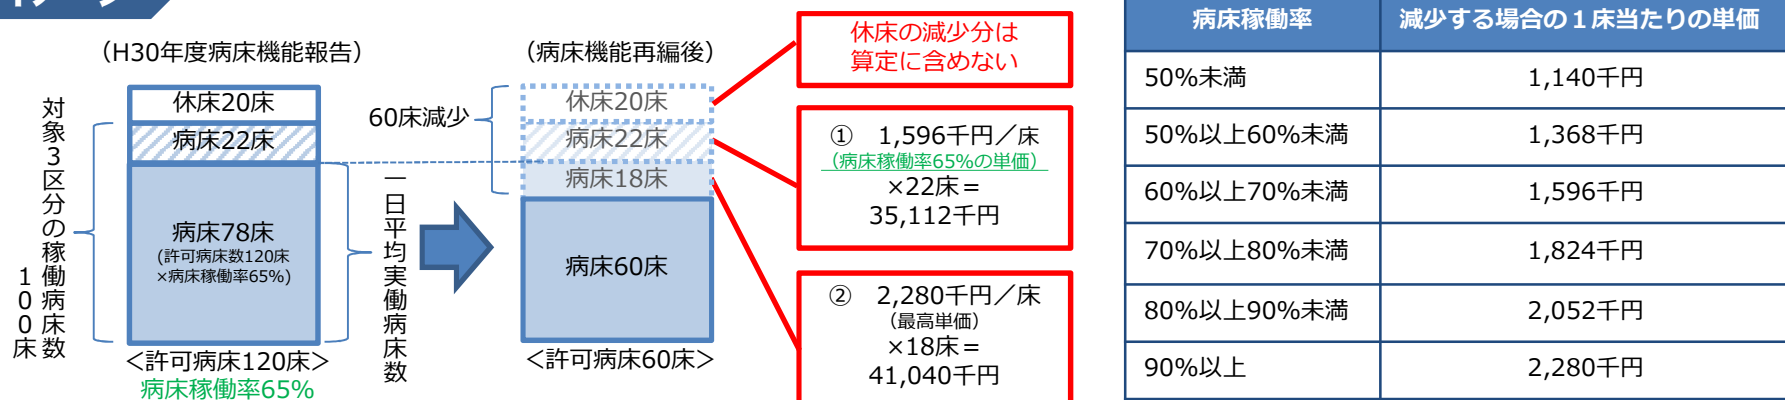 イメージ
（H30年度病床機能報告）
対象３区分の稼働病床数
１００床
休床20床
病床22床
病床78床
(許可病床数120床
×病床稼働率65%)
一日平均実働病床数
＜許可病床120床＞
病床稼働率65%
（病床機能再編後）
60床減少
休床20床
病床22床
病床18床
病床60床
＜許可病床60床＞
休床の減少分は
算定に含めない
①　1,596千円／床
（病床稼働率65%の単価）
×22床＝
35,112千円
②　2,280千円／床
（最高単価）
×18床＝
41,040千円
病床稼働率　減少する場合の１床当たりの単価
50%未満　1,140千円
50%以上60%未満　1,368千円
60%以上70%未満　1,596千円
70%以上80%未満　1,824千円
80%以上90%未満　2,052千円
90%以上　2,280千円